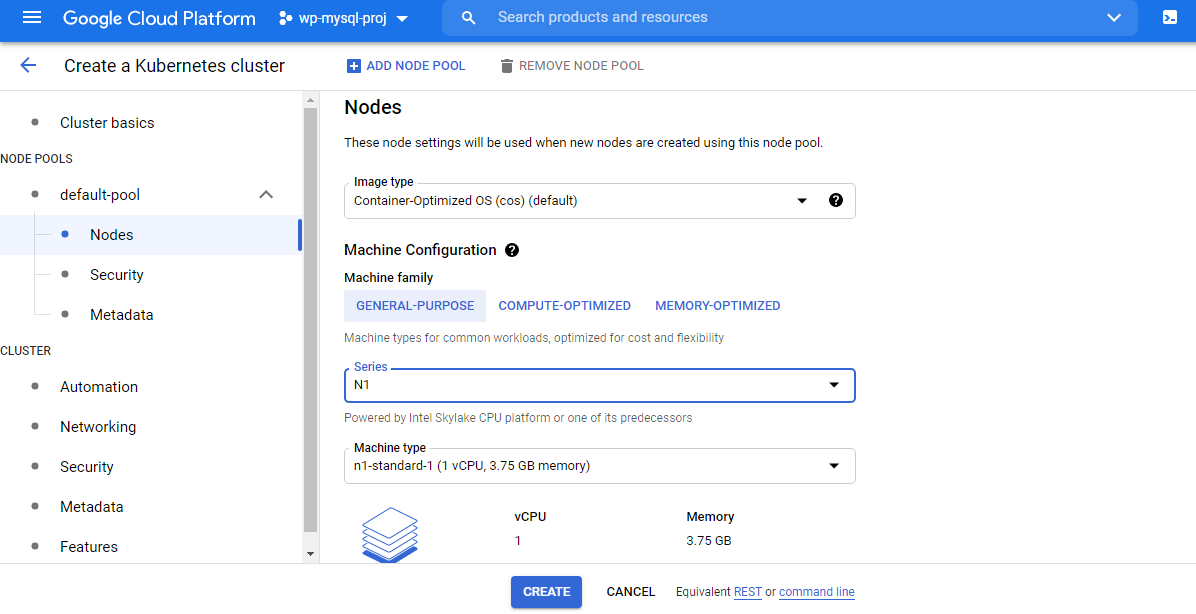 Google Cloud Platform
wp-mysql-proj
Search products and resources
Create a Kubernetes cluster
ADD NODE POOL
REMOVE NODE POOL
Cluster basics
NODE POOLS
default-pool
Nodes
Security
Metadata
CLUSTER
Automation
Networking
Security
Metadata
Features
Nodes
These node settings will be used when new nodes are created using this node pool.
Image type
Container-Optimized OS (cos) (default)
?
Machine Configuration ?
Machine family
GENERAL-PURPOSE COMPUTE-OPTIMIZED MEMORY-OPTIMIZED
Machine types for common workloads, optimized for cost and flexibility
Series
N1
Powered by Intel Skylake CPU platform or one of its predecessors
Machine type
n1-standard-1 (1 vCPU, 3.75 GB memory)
vCPU Memory
1 3.75 GB
CREATE CANCEL Equivalent REST or command line